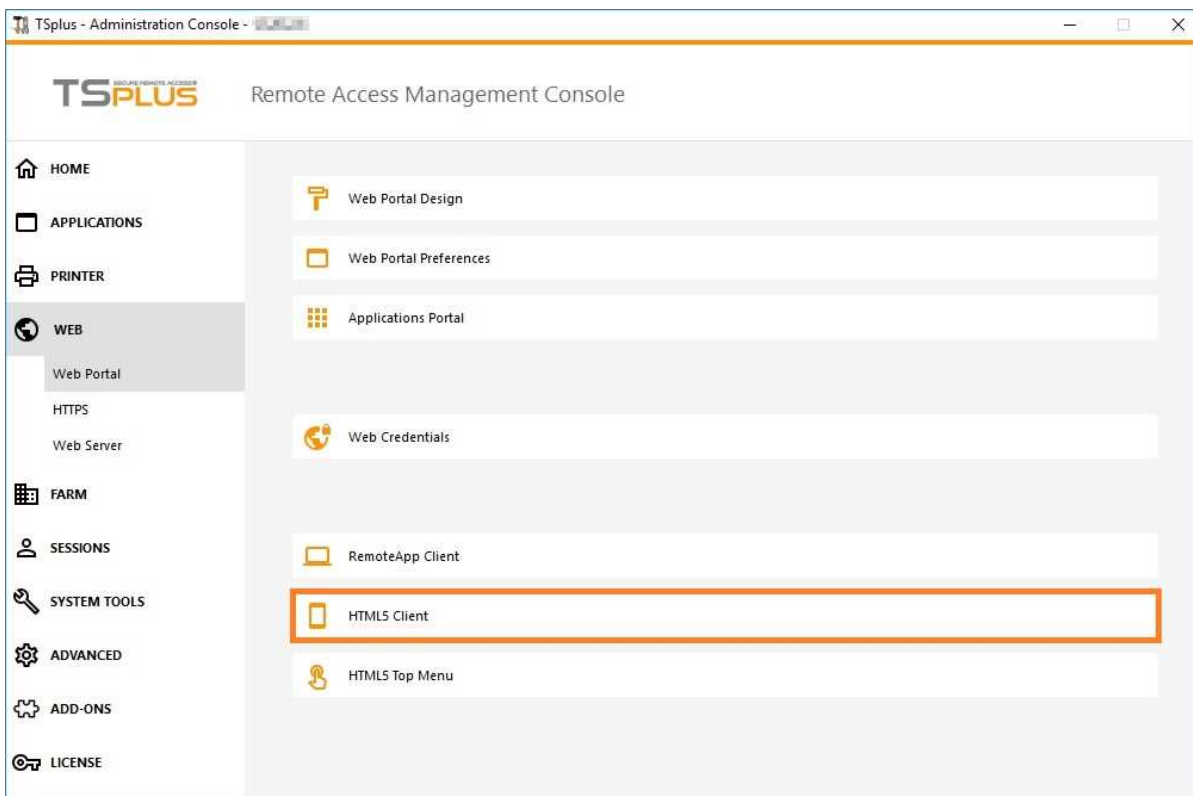 TSplus - Administration Console -
SECURE REMOTE ACCESS®
TSPLUS
Remote Access Management Console
HOME
APPLICATIONS
PRINTER
WEB
Web Portal
HTTPS
Web Server
FARM
SESSIONS
SYSTEM TOOLS
ADVANCED
ADD-ONS
LICENSE
Web Portal Design
Web Portal Preferences
Applications Portal
Web Credentials
RemoteApp Client
HTML5 Client
HTML5 Top Menu